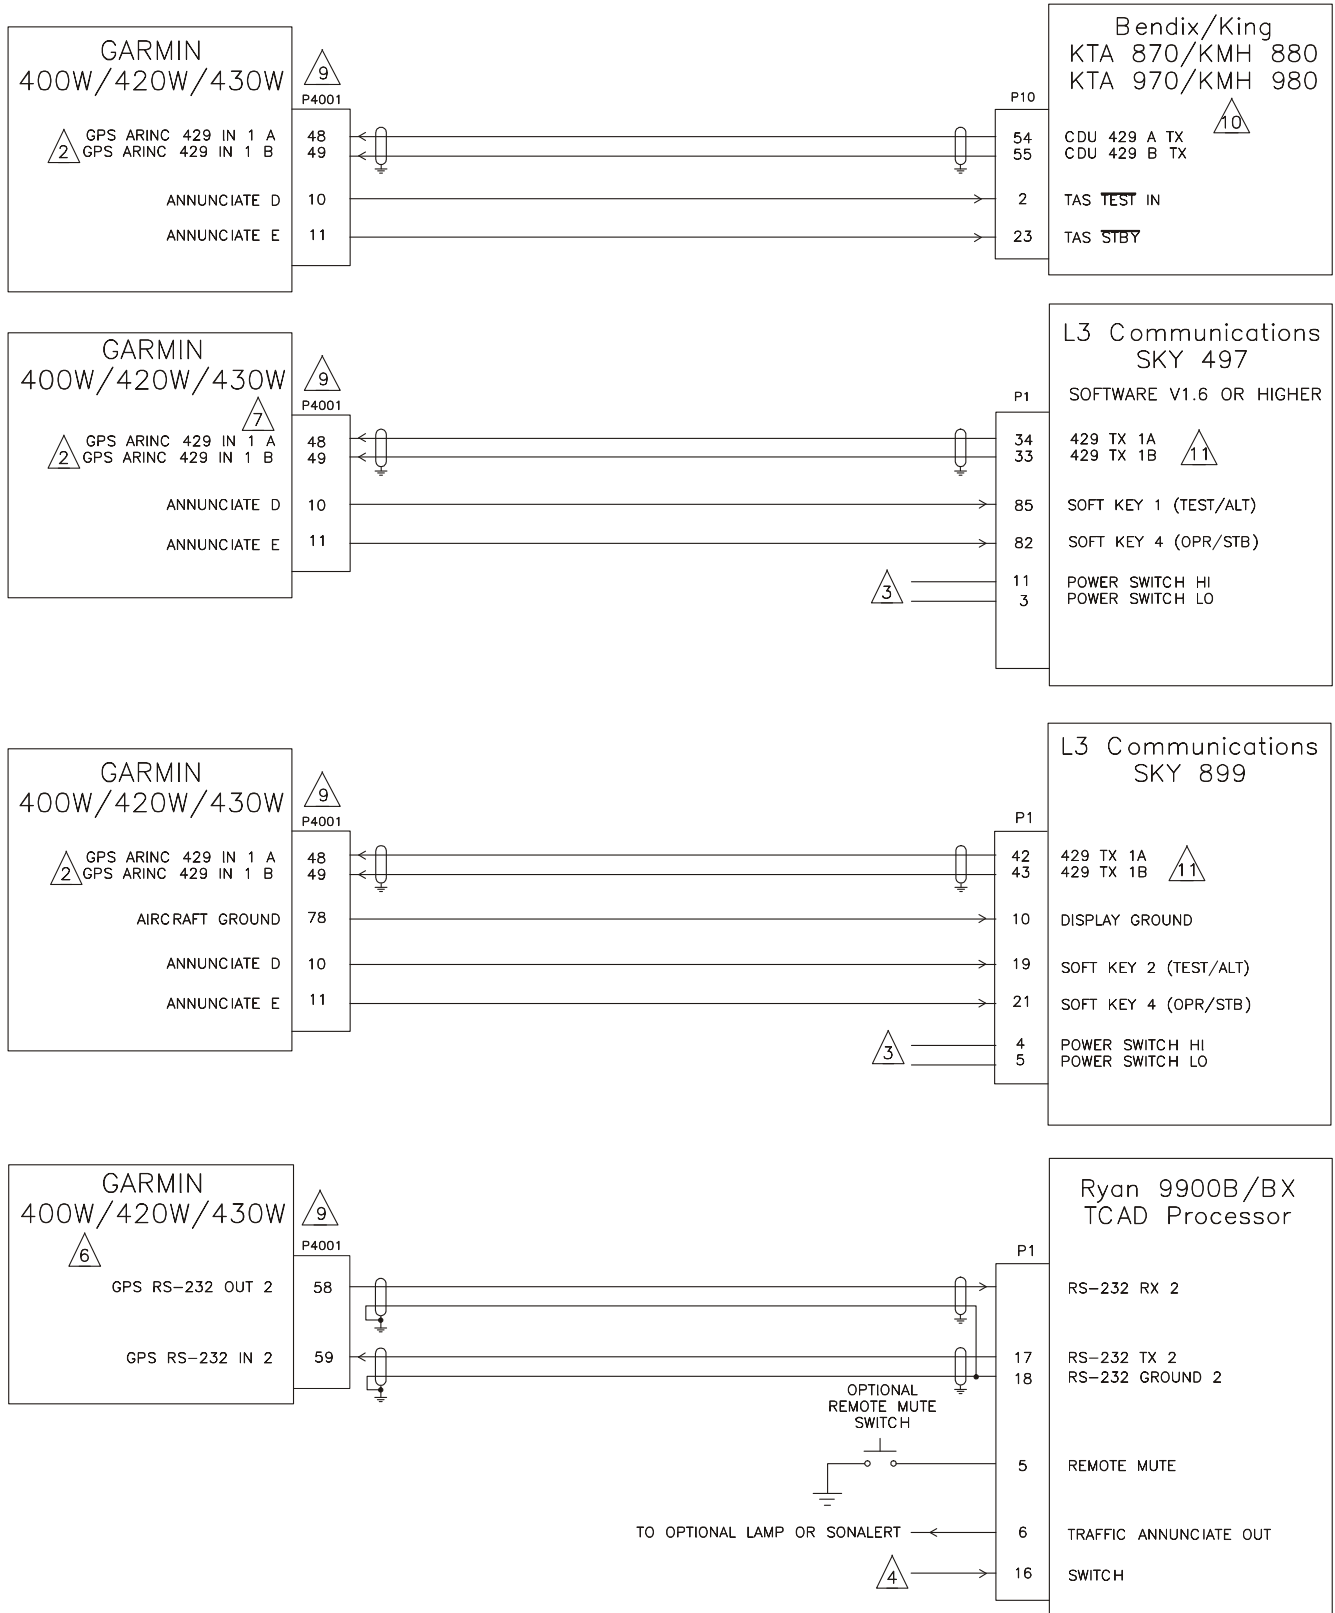 GARMIN
400W/420W/430W
9
P4001
2
GPS ARINC 429 IN 1 A 48
GPS ARINC 429 IN 1 B 49
ANNUNCIATE D 10
ANNUNCIATE E 11
Bendix/King
KTA 870/KMH 880
KTA 970/KMH 980
10
P10
54 CDU 429 A TX
55 CDU 429 B TX
2 TAS TEST IN
23 TAS STBY
GARMIN
400W/420W/430W
9
7
P4001
2
GPS ARINC 429 IN 1 A 48
GPS ARINC 429 IN 1 B 49
ANNUNCIATE D 10
ANNUNCIATE E 11
L3 Communications
SKY 497
SOFTWARE V1.6 OR HIGHER
P1
34 429 TX 1A
33 429 TX 1B
11
85 SOFT KEY 1 (TEST/ALT)
82 SOFT KEY 4 (OPR/STB)
3
11 POWER SWITCH HI
3 POWER SWITCH LO
GARMIN
400W/420W/430W
9
P4001
2
GPS ARINC 429 IN 1 A 48
GPS ARINC 429 IN 1 B 49
AIRCRAFT GROUND 78
ANNUNCIATE D 10
ANNUNCIATE E 11
L3 Communications
SKY 899
P1
42 429 TX 1A
43 429 TX 1B
11
10 DISPLAY GROUND
19 SOFT KEY 2 (TEST/ALT)
21 SOFT KEY 4 (OPR/STB)
3
4 POWER SWITCH HI
5 POWER SWITCH LO
GARMIN
400W/420W/430W
9
6
P4001
GPS RS-232 OUT 2 58
GPS RS-232 IN 2 59
Ryan 9900B/BX
TCAD Processor
P1
RS-232 RX 2
17 RS-232 TX 2
18 RS-232 GROUND 2
OPTIONAL
REMOTE MUTE
SWITCH
5 REMOTE MUTE
TO OPTIONAL LAMP OR SONALERT 6 TRAFFIC ANNUNCIATE OUT
4
16 SWITCH